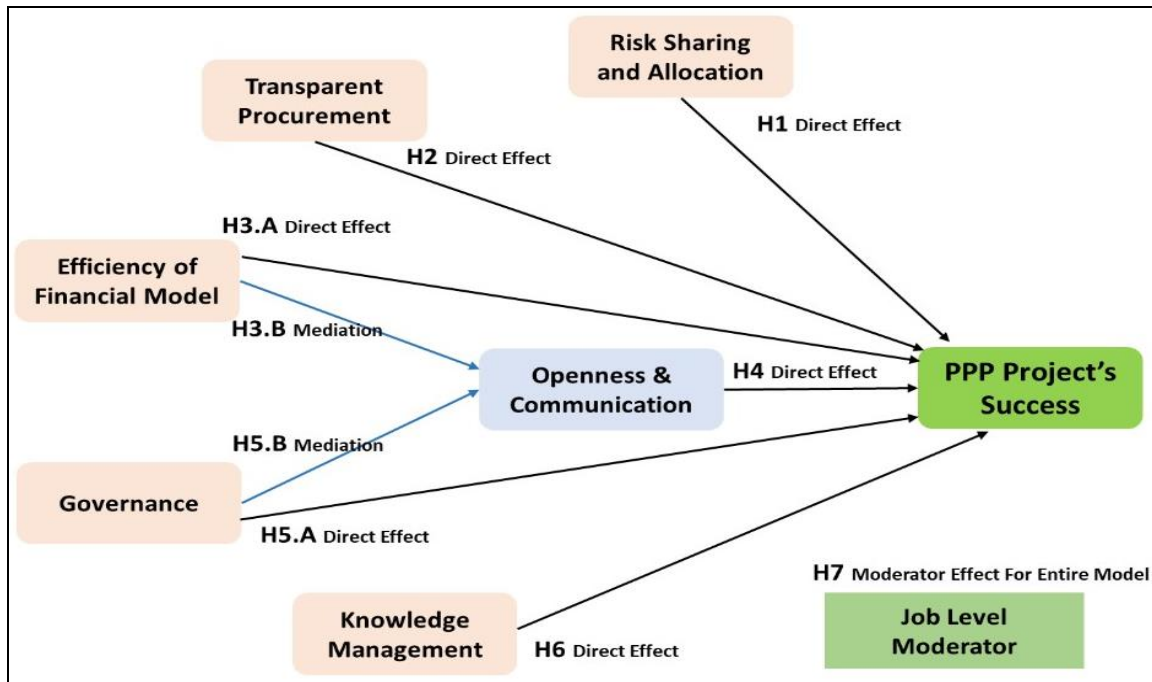 Risk Sharing
and Allocation
Transparent
Procurement
H1 Direct Effect
H2 Direct Effect
H3.A Direct Effect
Efficiency of
Financial Model
H3.B Mediation
Openness &
Communication
H4 Direct Effect
PPP Project's
Success
H5.B Mediation
Governance
H5.A Direct Effect
H7 Moderator Effect For Entire Model
Knowledge
Management
H6 Direct Effect
Job Level
Moderator